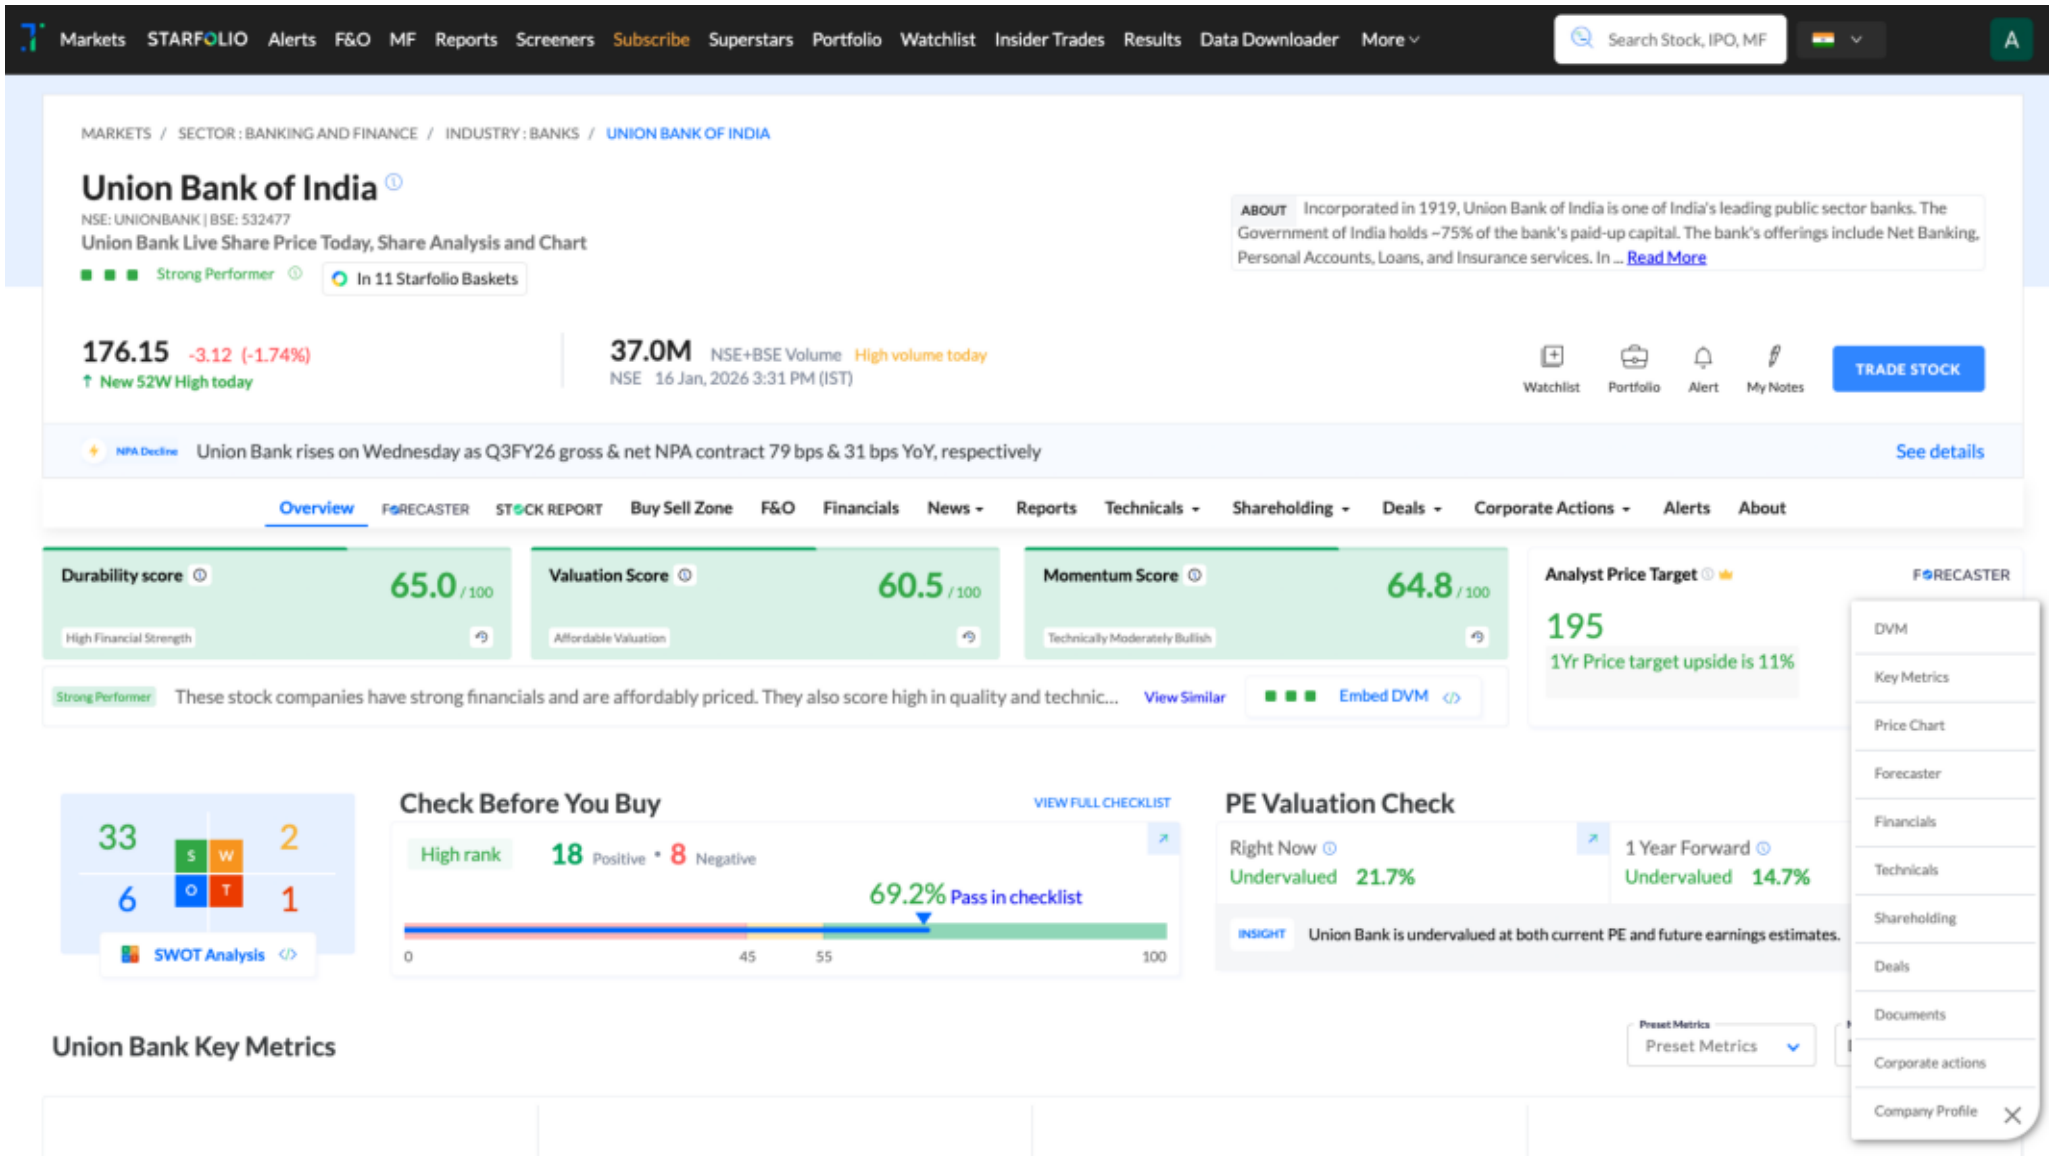 Markets STARFOLIO Alerts F&O MF Reports Screeners Subscribe Superstars Portfolio Watchlist Insider Trades Results Data Downloader More Search Stock, IPO, MF A
MARKETS / SECTOR : BANKING AND FINANCE / INDUSTRY : BANKS / UNION BANK OF INDIA
Union Bank of India
NSE: UNIONBANK | BSE: 532477
Union Bank Live Share Price Today, Share Analysis and Chart
Strong Performer In 11 Starfolio Baskets
ABOUT Incorporated in 1919, Union Bank of India is one of India's leading public sector banks. The
Government of India holds ~75% of the bank's paid-up capital. The bank's offerings include Net Banking,
Personal Accounts, Loans, and Insurance services. In ... Read More
176.15 -3.12 (-1.74%)
↑ New 52W High today
37.0M NSE+BSE Volume High volume today
NSE 16 Jan, 2026 3:31 PM (IST)
Watchlist Portfolio Alert My Notes TRADE STOCK
NPA Decline Union Bank rises on Wednesday as Q3FY26 gross & net NPA contract 79 bps & 31 bps YoY, respectively See details
Overview FORECASTER STOCK REPORT Buy Sell Zone F&O Financials News Reports Technicals Shareholding Deals Corporate Actions Alerts About
Durability score 65.0 / 100
High Financial Strength
Valuation Score 60.5 / 100
Affordable Valuation
Momentum Score 64.8 / 100
Technically Moderately Bullish
Analyst Price Target FORECASTER
195
1Yr Price target upside is 11%
Strong Performer These stock companies have strong financials and are affordably priced. They also score high in quality and technic... View Similar Embed DVM </>
33 S W 2
6 O T 1
SWOT Analysis </>
Check Before You Buy VIEW FULL CHECKLIST
High rank 18 Positive • 8 Negative
69.2% Pass in checklist
0 45 55 100
PE Valuation Check
Right Now
Undervalued 21.7%
1 Year Forward
Undervalued 14.7%
INSIGHT Union Bank is undervalued at both current PE and future earnings estimates.
Union Bank Key Metrics
Preset Metrics
Preset Metrics
DVM
Key Metrics
Price Chart
Forecaster
Financials
Technicals
Shareholding
Deals
Documents
Corporate actions
Company Profile